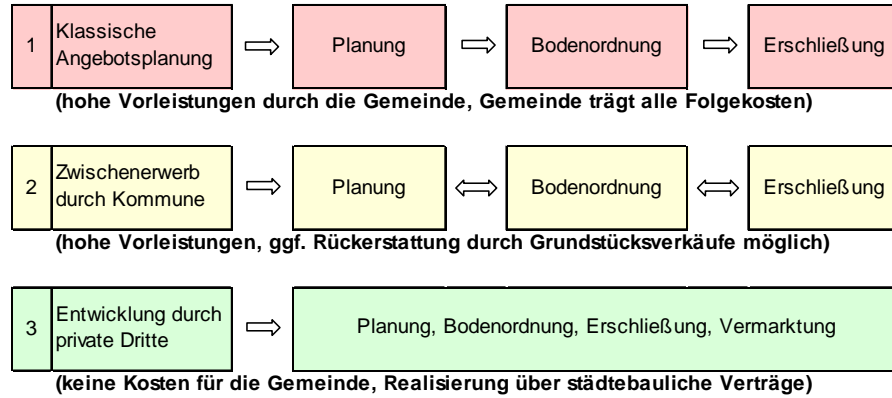 1 Klassische Angebotsplanung Planung Bodenordnung Erschließung
(hohe Vorleistungen durch die Gemeinde, Gemeinde trägt alle Folgekosten)
2 Zwischenerwerb durch Kommune Planung Bodenordnung Erschließung
(hohe Vorleistungen, ggf. Rückerstattung durch Grundstücksverkäufe möglich)
3 Entwicklung durch private Dritte Planung, Bodenordnung, Erschließung, Vermarktung
(keine Kosten für die Gemeinde, Realisierung über städtebauliche Verträge)